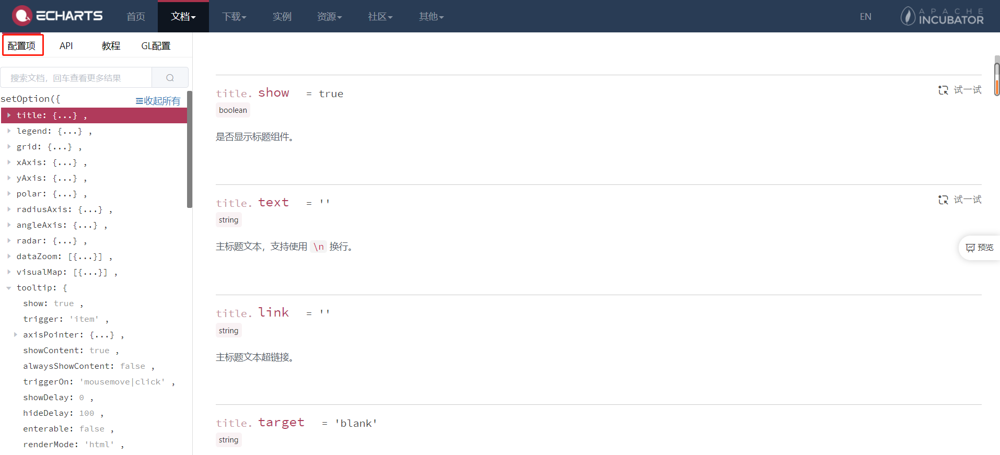 ECHARTS 首页 文档 下载 实例 资源 社区 其他 EN APACHE INCUBATOR
配置项 API 教程 GL配置
搜索文档，回车查看更多结果
setOption({ 收起所有
title: {...} ,
legend: {...} ,
grid: {...} ,
xAxis: {...} ,
yAxis: {...} ,
polar: {...} ,
radiusAxis: {...} ,
angleAxis: {...} ,
radar: {...} ,
dataZoom: [{...}] ,
visualMap: [{...}] ,
tooltip: {
show: true ,
trigger: 'item' ,
axisPointer: {...} ,
showContent: true ,
alwaysShowContent: false ,
triggerOn: 'mousemove|click' ,
showDelay: 0 ,
hideDelay: 100 ,
enterable: false ,
renderMode: 'html' ,
title. show = true 试一试
boolean
是否显示标题组件。
title. text = '' 试一试
string
主标题文本，支持使用 \n 换行。
预览
title. link = ''
string
主标题文本超链接。
title. target = 'blank'
string